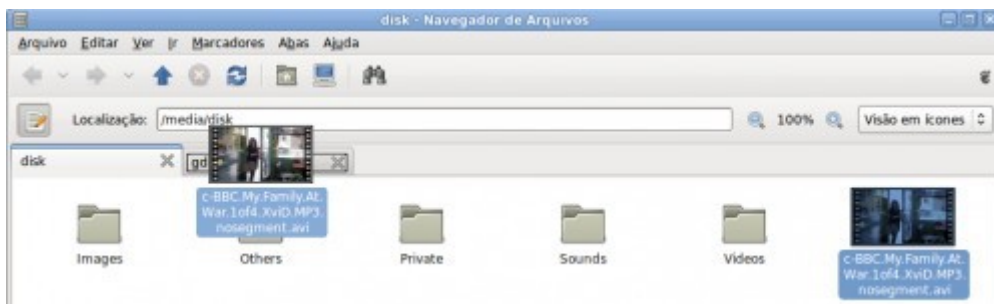 disk - Navegador de Arquivos
Arquivo Editar Ver Ir Marcadores Abas Ajuda
Localização: /media/disk 100% Visão em ícones
disk gd
c-BBC.My.Family.At.
War.1of4.XviD.MP3.
nosegment.avi
Images Others Private Sounds Videos
c-BBC.My.Family.At.
War.1of4.XviD.MP3.
nosegment.avi